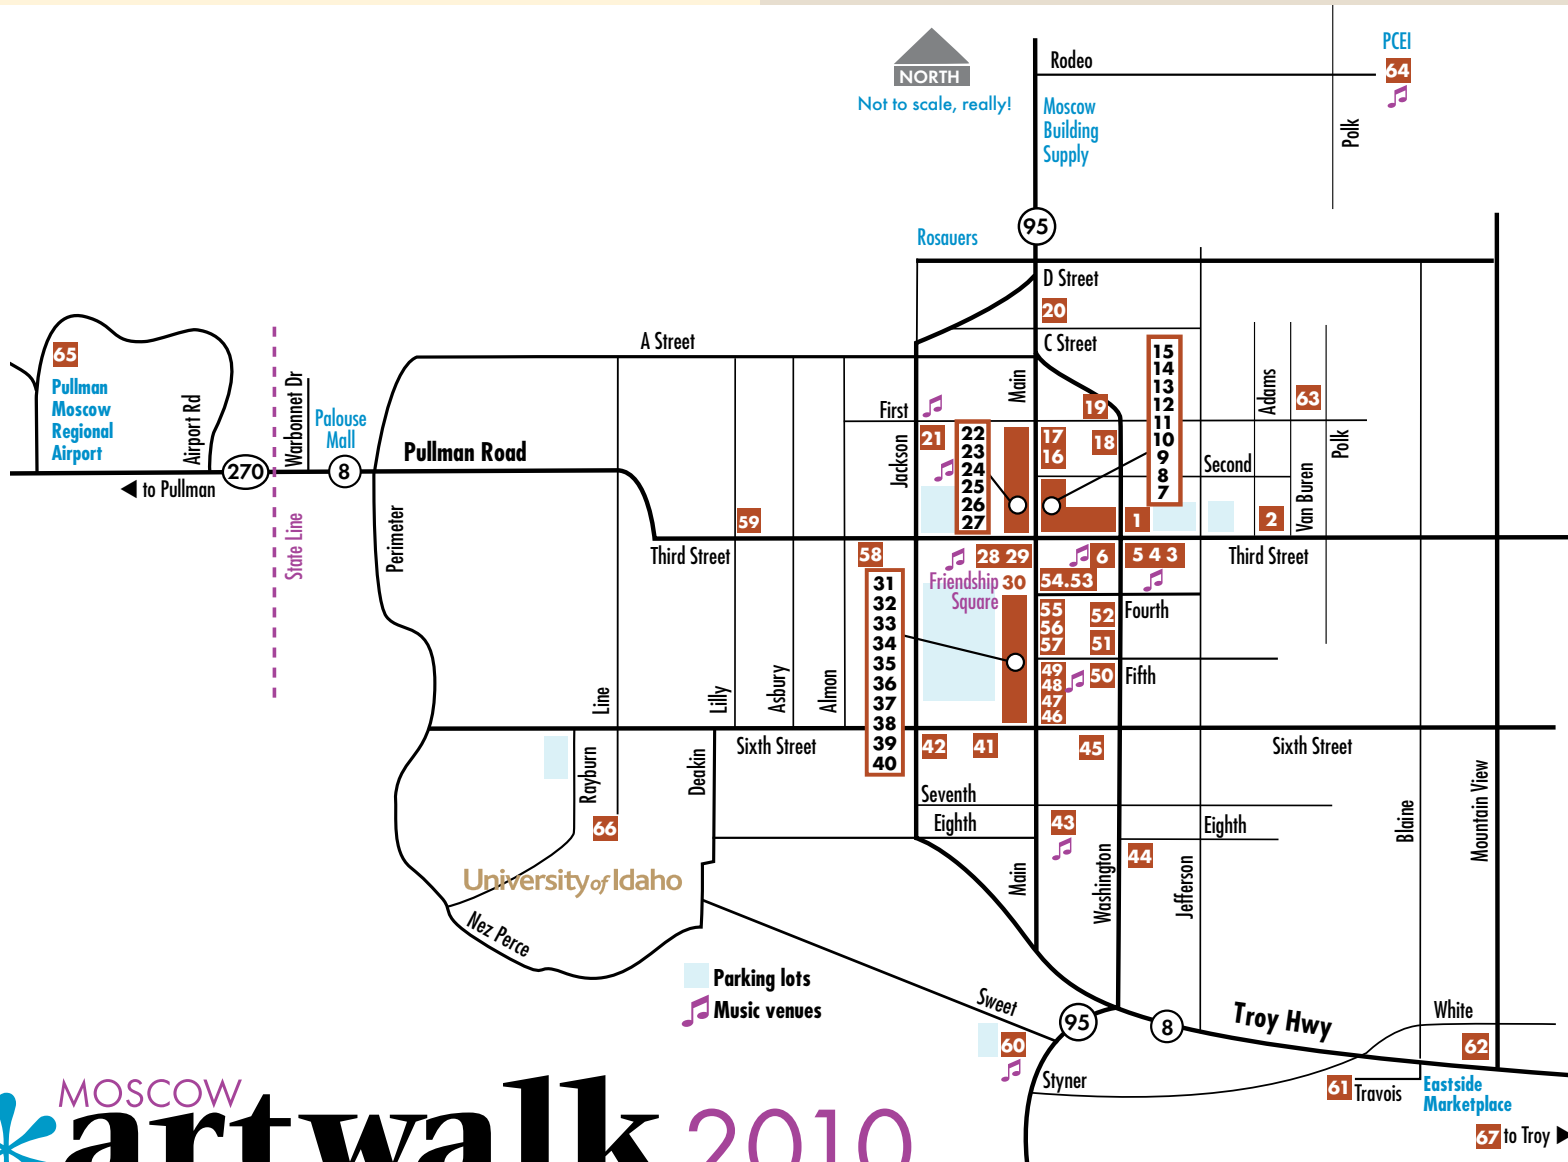 NORTH
Not to scale, really!
Rodeo
PCEI
64
Moscow
Building
Supply
Polk
95
Rosauers
D Street
20
C Street
A Street
65
Pullman
Moscow
Regional
Airport
Airport Rd
Warbonnet Dr
Palouse
Mall
270
8
to Pullman
State Line
Pullman Road
Perimeter
First
Jackson
Main
21
22
23
24
25
26
27
17
16
19
18
15
14
13
12
11
10
9
8
7
Adams
63
Polk
Second
Van Buren
1
2
59
Third Street
58
28 29
6
5 4 3
Third Street
Friendship
Square
30
54.53
31
32
33
34
35
36
37
38
39
40
55
56
57
52
51
Fourth
49
48
47
46
50
Fifth
Line
Lilly
Asbury
Almon
Sixth Street
42
41
45
Sixth Street
Rayburn
Deakin
66
University of Idaho
Nez Perce
Seventh
Eighth
43
Eighth
44
Main
Washington
Jefferson
Blaine
Mountain View
Parking lots
Music venues
Sweet
60
95
8
Troy Hwy
White
62
Styner
61
Travois
Eastside
Marketplace
67 to Troy
MOSCOW
artwalk 2010